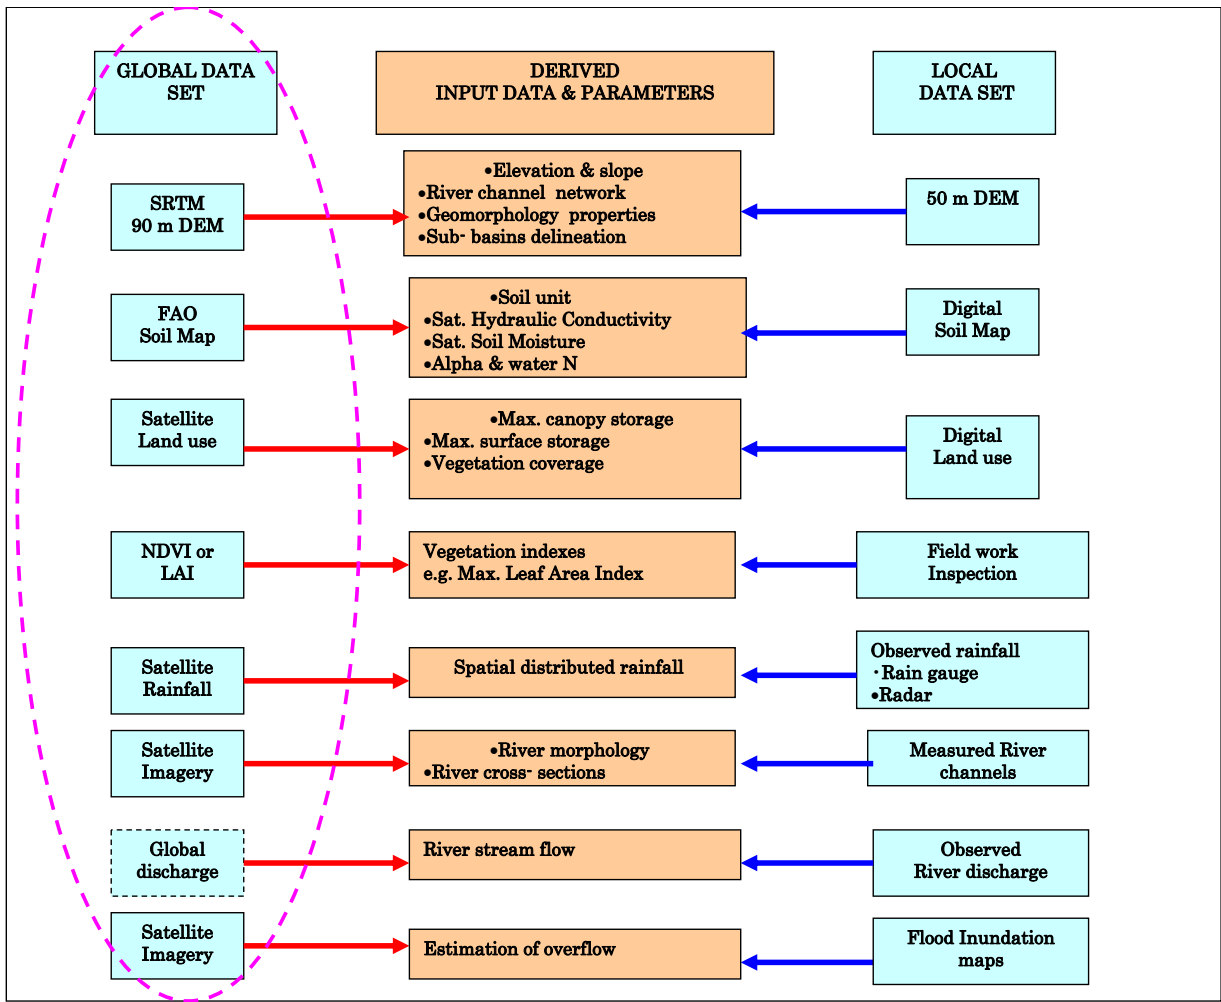 GLOBAL DATA
SET
DERIVED
INPUT DATA & PARAMETERS
LOCAL
DATA SET
SRTM
90 m DEM
•Elevation & slope
•River channel network
•Geomorphology properties
•Sub- basins delineation
50 m DEM
FAO
Soil Map
•Soil unit
•Sat. Hydraulic Conductivity
•Sat. Soil Moisture
•Alpha & water N
Digital
Soil Map
Satellite
Land use
•Max. canopy storage
•Max. surface storage
•Vegetation coverage
Digital
Land use
NDVI or
LAI
Vegetation indexes
e.g. Max. Leaf Area Index
Field work
Inspection
Satellite
Rainfall
Spatial distributed rainfall
Observed rainfall
·Rain gauge
•Radar
Satellite
Imagery
•River morphology
•River cross- sections
Measured River
channels
Global
discharge
River stream flow
Observed
River discharge
Satellite
Imagery
Estimation of overflow
Flood Inundation
maps